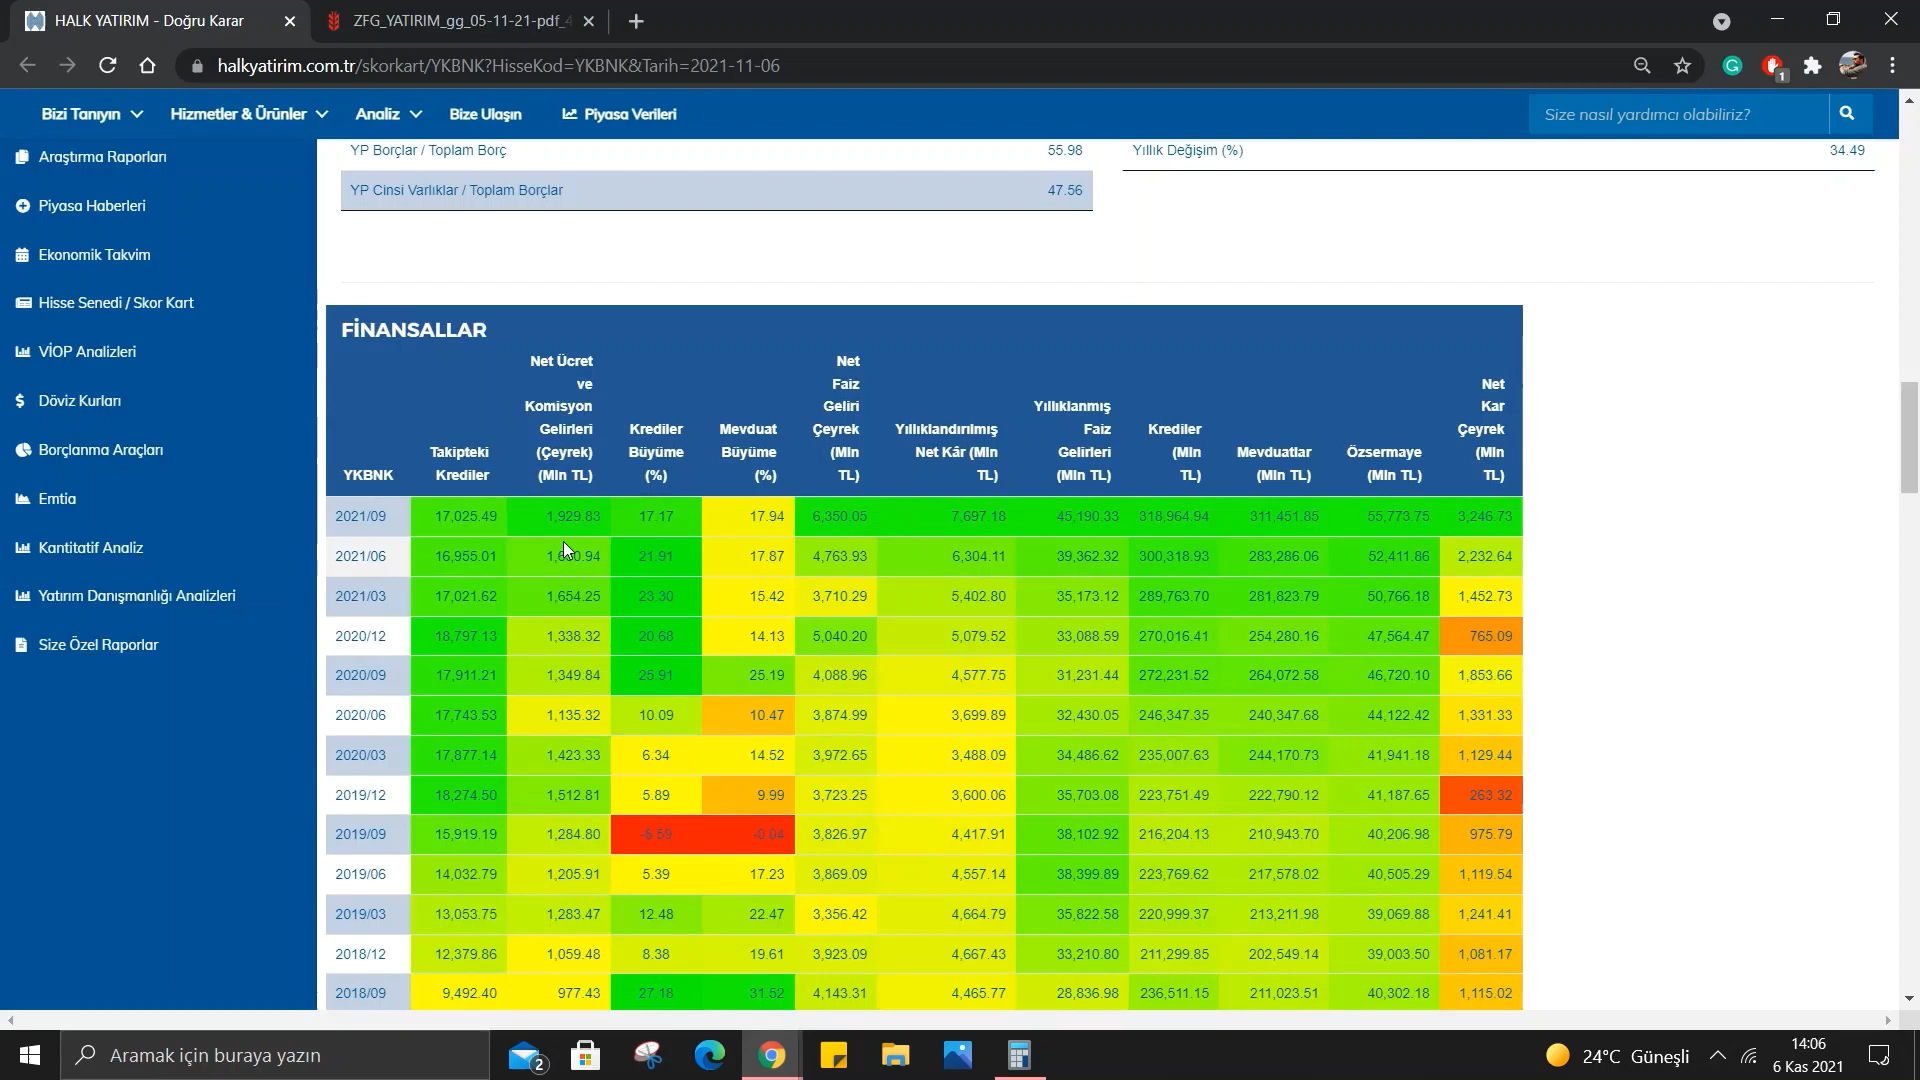 HALK YATIRIM - Doğru Karar
ZFG_YATIRIM_gg_05-11-21-pdf_4
halkyatirim.com.tr/skorkart/YKBNK?HisseKod=YKBNK&Tarih=2021-11-06
1
Bizi Tanıyın Hizmetler & Ürünler Analiz Bize Ulaşın Piyasa Verileri
Size nasıl yardımcı olabiliriz?
Araştırma Raporları
Piyasa Haberleri
Ekonomik Takvim
Hisse Senedi / Skor Kart
VİOP Analizleri
Döviz Kurları
Borçlanma Araçları
Emtia
Kantitatif Analiz
Yatırım Danışmanlığı Analizleri
Size Özel Raporlar
YP Borçlar / Toplam Borç 55.98
YP Cinsi Varlıklar / Toplam Borçlar 47.56
Yıllık Değişim (%) 34.49
FİNANSALLAR
YKBNK
Takipteki
Krediler
Net Ücret
ve
Komisyon
Gelirleri
(Çeyrek)
(Mln TL)
Krediler
Büyüme
(%)
Mevduat
Büyüme
(%)
Net
Faiz
Geliri
Çeyrek
(Mln
TL)
Yıllıklandırılmış
Net Kâr (Mln
TL)
Yıllıklanmış
Faiz
Gelirleri
(Mln TL)
Krediler
(Mln
TL)
Mevduatlar
(Mln TL)
Özsermaye
(Mln TL)
Net
Kar
Çeyrek
(Mln
TL)
2021/09 17,025.49 1,929.83 17.17 17.94 6,350.05 7,697.18 45,190.33 318,964.94 311,451.85 55,773.75 3,246.73
2021/06 16,955.01 21.91 17.87 4,763.93 6,304.11 39,362.32 300,318.93 283,286.06 52,411.86 2,232.64
2021/03 17,021.62 1,654.25 23.30 15.42 3,710.29 5,402.80 35,173.12 289,763.70 281,823.79 50,766.18 1,452.73
2020/12 18,797.13 1,338.32 20.68 14.13 5,040.20 5,079.52 33,088.59 270,016.41 254,280.16 47,564.47 765.09
2020/09 17,911.21 1,349.84 25.91 25.19 4,088.96 4,577.75 31,231.44 272,231.52 264,072.58 46,720.10 1,853.66
2020/06 17,743.53 1,135.32 10.09 10.47 3,874.99 3,699.89 32,430.05 246,347.35 240,347.68 44,122.42 1,331.33
2020/03 17,877.14 1,423.33 6.34 14.52 3,972.65 3,488.09 34,486.62 235,007.63 244,170.73 41,941.18 1,129.44
2019/12 18,274.50 1,512.81 5.89 9.99 3,723.25 3,600.06 35,703.08 223,751.49 222,790.12 41,187.65 263.32
2019/09 15,919.19 1,284.80 -0.04 3,826.97 4,417.91 38,102.92 216,204.13 210,943.70 40,206.98 975.79
2019/06 14,032.79 1,205.91 5.39 17.23 3,869.09 4,557.14 38,399.89 223,769.62 217,578.02 40,505.29 1,119.54
2019/03 13,053.75 1,283.47 12.48 22.47 3,356.42 4,664.79 35,822.58 220,999.37 213,211.98 39,069.88 1,241.41
2018/12 12,379.86 1,059.48 8.38 19.61 3,923.09 4,667.43 33,210.80 211,299.85 202,549.14 39,003.50 1,081.17
2018/09 9,492.40 977.43 27.18 31.52 4,143.31 4,465.77 28,836.98 236,511.15 211,023.51 40,302.18 1,115.02
Aramak için buraya yazın
2
24°C Güneşli
14:06
6 Kas 2021